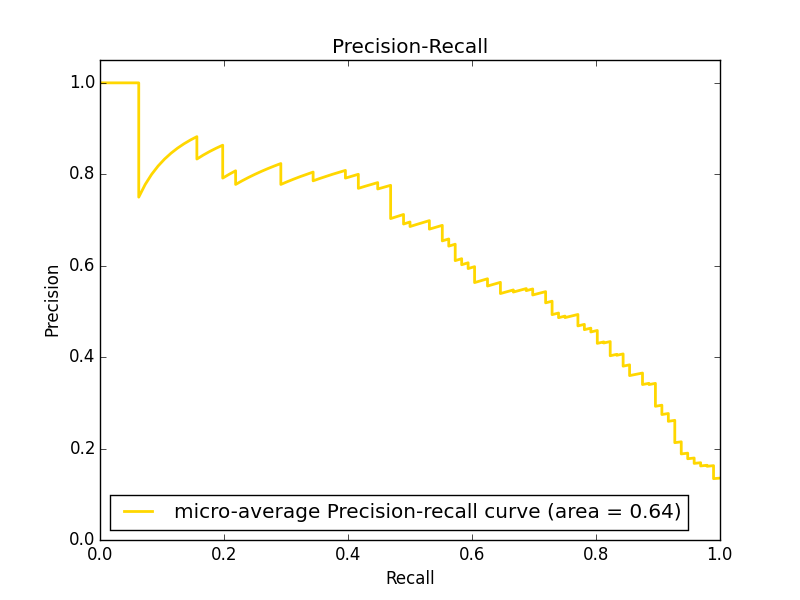 Precision-Recall
1.0
0.8
0.6
0.4
0.2
0.0
Precision
micro-average Precision-recall curve (area = 0.64)
0.0 0.2 0.4 0.6 0.8 1.0
Recall